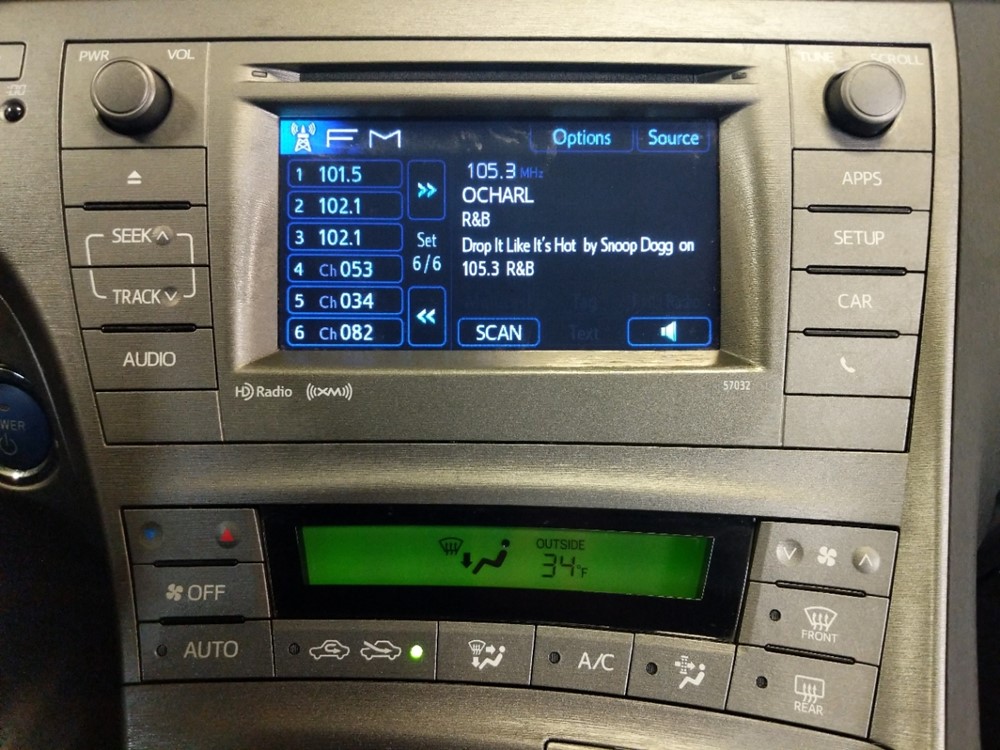 PWR VOL
TUNE SCROLL
:00
FM
Options
Source
1 101.5
2 102.1
3 102.1
4 Ch 053
5 Ch 034
6 Ch 082
Set
6/6
105.3 MHz
OCHARL
R&B
Drop It Like It's Hot by Snoop Dogg on
105.3 R&B
SCAN
Text
SEEK
TRACK
AUDIO
APPS
SETUP
CAR
HD Radio
((XM))
57032
OUTSIDE
34°F
OFF
AUTO
A/C
FRONT
REAR